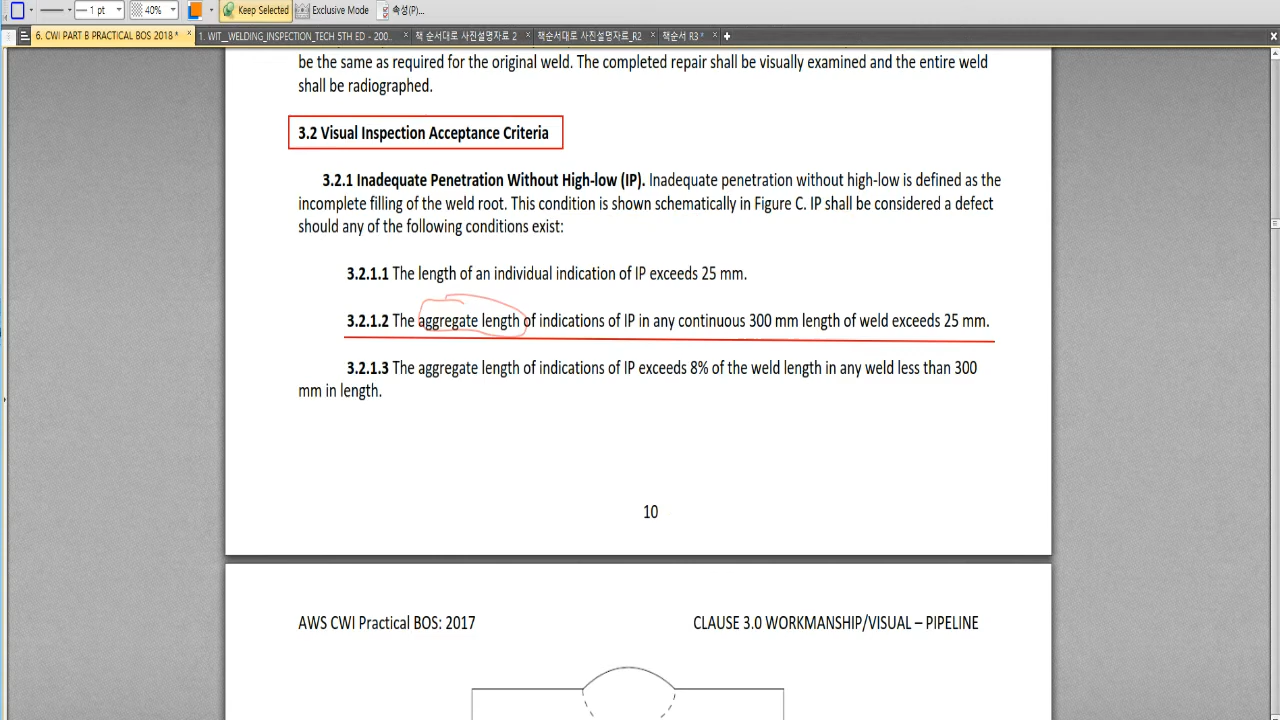 1 pt
40%
Keep Selected
Exclusive Mode
속성(P)...
6. CWI PART B PRACTICAL BOS 2018 *
1. WIT__WELDING_INSPECTION_TECH 5TH ED - 200...
책 순서대로 사진설명자료 2
책순서대로 사진설명자료_R2
책순서 R3 *
be the same as required for the original weld. The completed repair shall be visually examined and the entire weld
shall be radiographed.
3.2 Visual Inspection Acceptance Criteria
3.2.1 Inadequate Penetration Without High-low (IP). Inadequate penetration without high-low is defined as the
incomplete filling of the weld root. This condition is shown schematically in Figure C. IP shall be considered a defect
should any of the following conditions exist:
3.2.1.1 The length of an individual indication of IP exceeds 25 mm.
3.2.1.2 The aggregate length of indications of IP in any continuous 300 mm length of weld exceeds 25 mm.
3.2.1.3 The aggregate length of indications of IP exceeds 8% of the weld length in any weld less than 300
mm in length.
10
AWS CWI Practical BOS: 2017
CLAUSE 3.0 WORKMANSHIP/VISUAL – PIPELINE